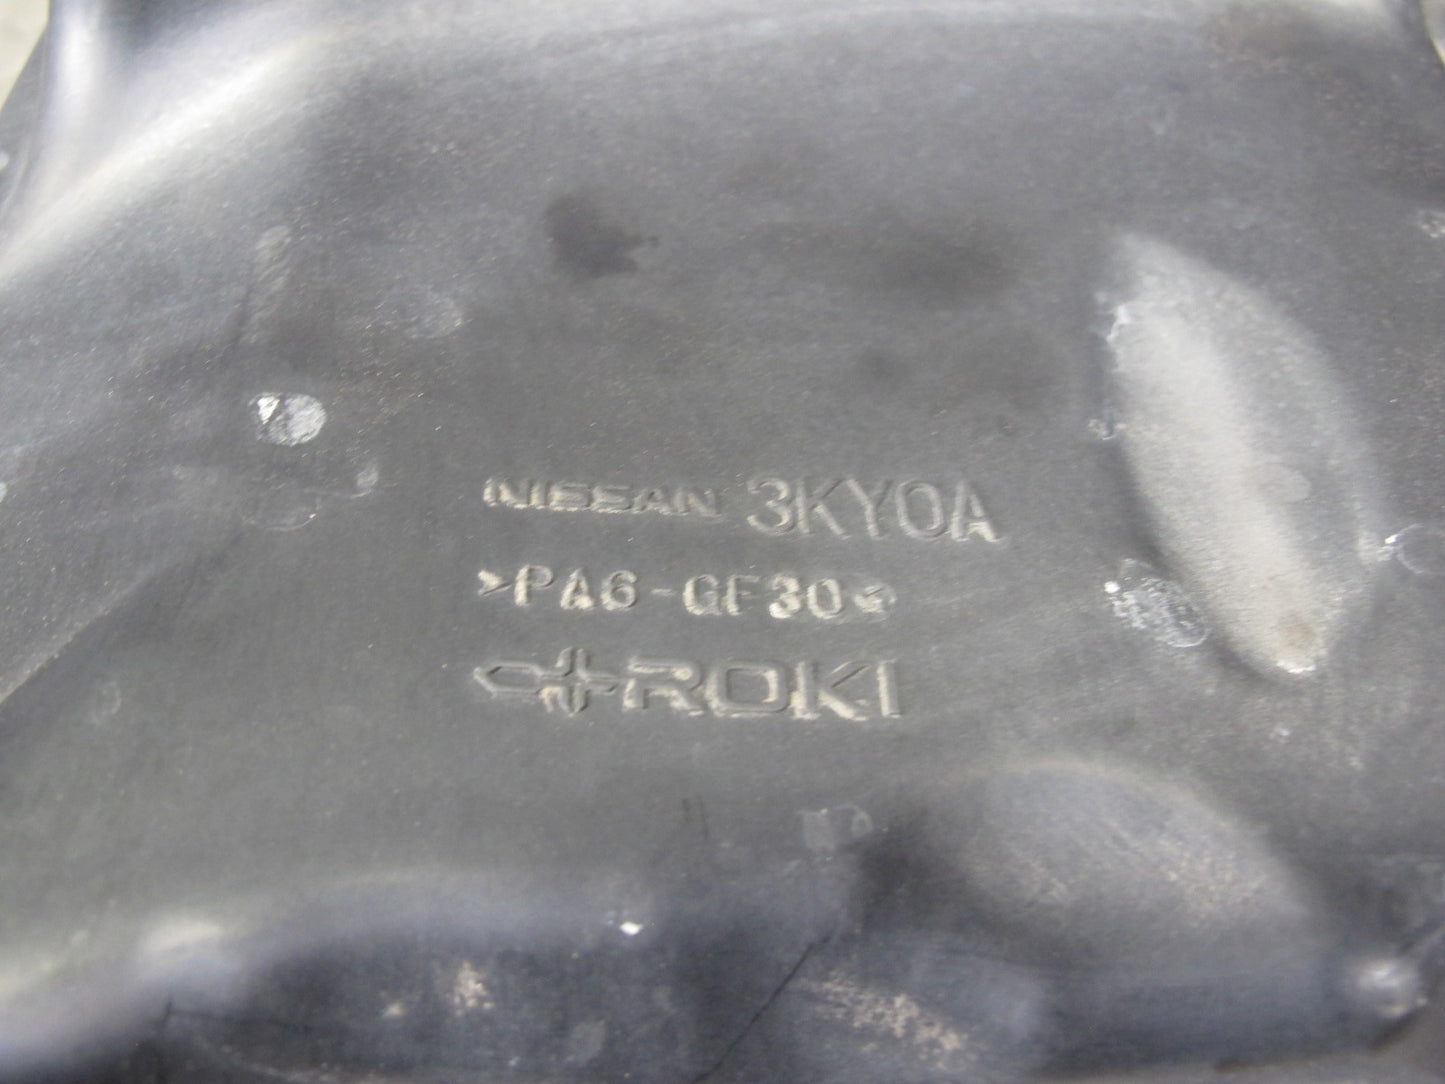 NISSAN 3KY0A
>PA6-GF30<
ROKI